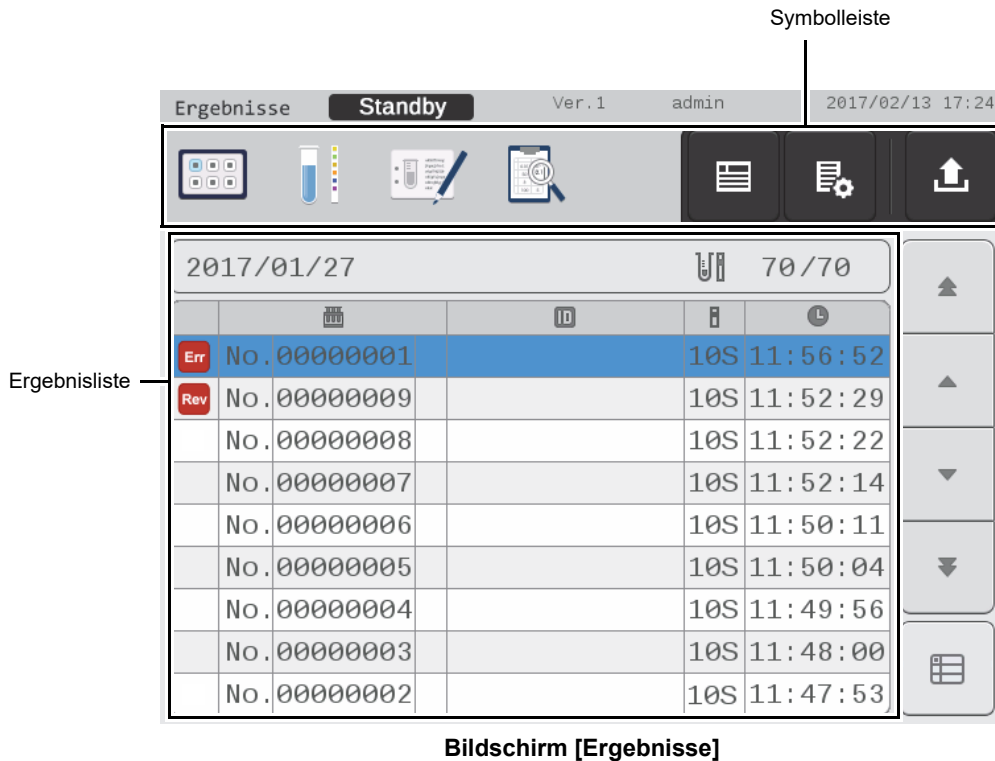 Symbolleiste
Ergebnisse Standby Ver.1 admin 2017/02/13 17:24
2017/01/27 70/70
ID
Ergebnisliste
Err No.00000001 10S 11:56:52
Rev No.00000009 10S 11:52:29
No.00000008 10S 11:52:22
No.00000007 10S 11:52:14
No.00000006 10S 11:50:11
No.00000005 10S 11:50:04
No.00000004 10S 11:49:56
No.00000003 10S 11:48:00
No.00000002 10S 11:47:53
Bildschirm [Ergebnisse]